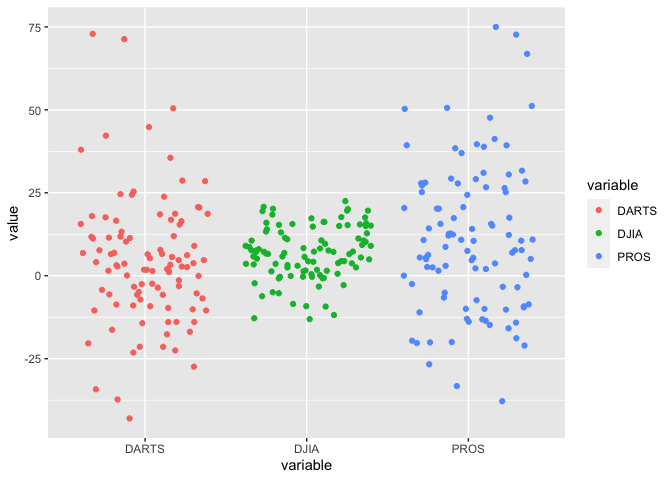 75
50
25
0
-25
value
DARTS
DJIA
PROS
variable
variable
DARTS
DJIA
PROS